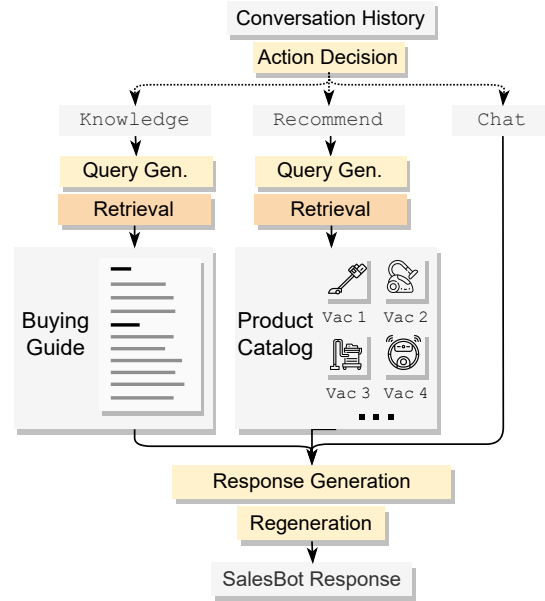 Conversation History
Action Decision
Knowledge
Recommend
Chat
Query Gen.
Query Gen.
Retrieval
Retrieval
Buying
Guide
Product
Catalog
Vac 1
Vac 2
Vac 3
Vac 4
Response Generation
Regeneration
SalesBot Response